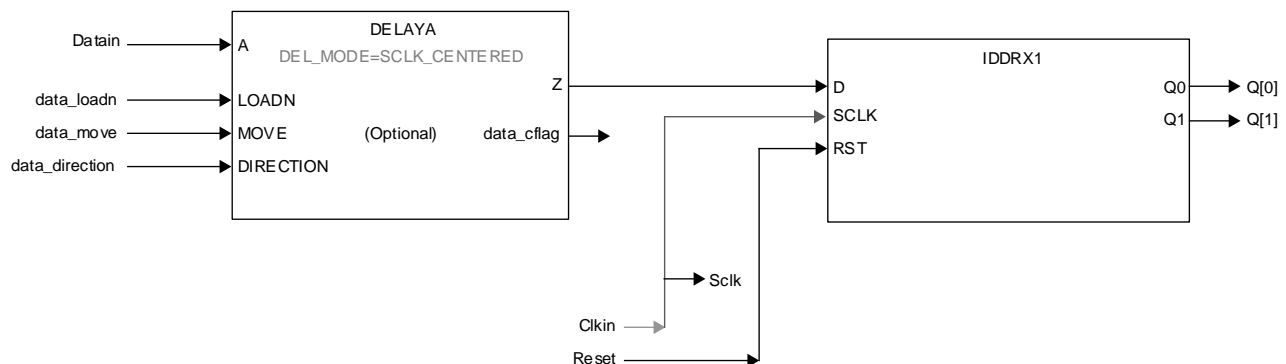 DELAYA
DEL_MODE=SCLK_CENTERED
Datain
A
Z
data_loadn
LOADN
data_move
MOVE
(Optional)
data_cflag
data_direction
DIRECTION
IDDRX1
D
Q0
Q[0]
SCLK
Q1
Q[1]
RST
Sclk
Clkin
Reset